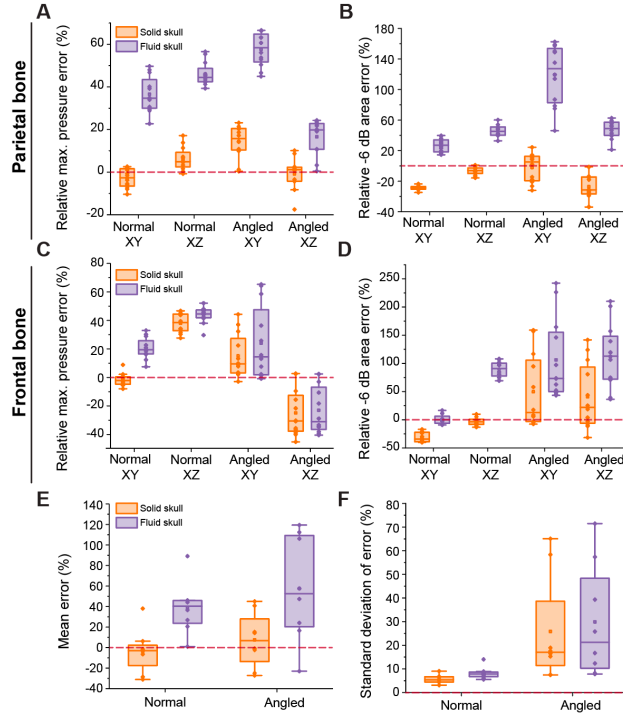 A
Parietal bone
Relative max. pressure error (%)
60
40
20
0
-20
Solid skull
Fluid skull
Normal XY
Normal XZ
Angled XY
Angled XZ
B
Relative -6 dB area error (%)
160
120
80
40
0
-40
-80
Normal XY
Normal XZ
Angled XY
Angled XZ
C
Frontal bone
Relative max. pressure error (%)
80
60
40
20
0
-20
-40
Solid skull
Fluid skull
Normal XY
Normal XZ
Angled XY
Angled XZ
D
Relative -6 dB area error (%)
250
200
150
100
50
0
-50
Normal XY
Normal XZ
Angled XY
Angled XZ
E
Mean error (%)
140
120
100
80
60
40
20
0
-20
-40
Solid skull
Fluid skull
Normal
Angled
F
Standard deviation of error (%)
80
70
60
50
40
30
20
10
0
Normal
Angled